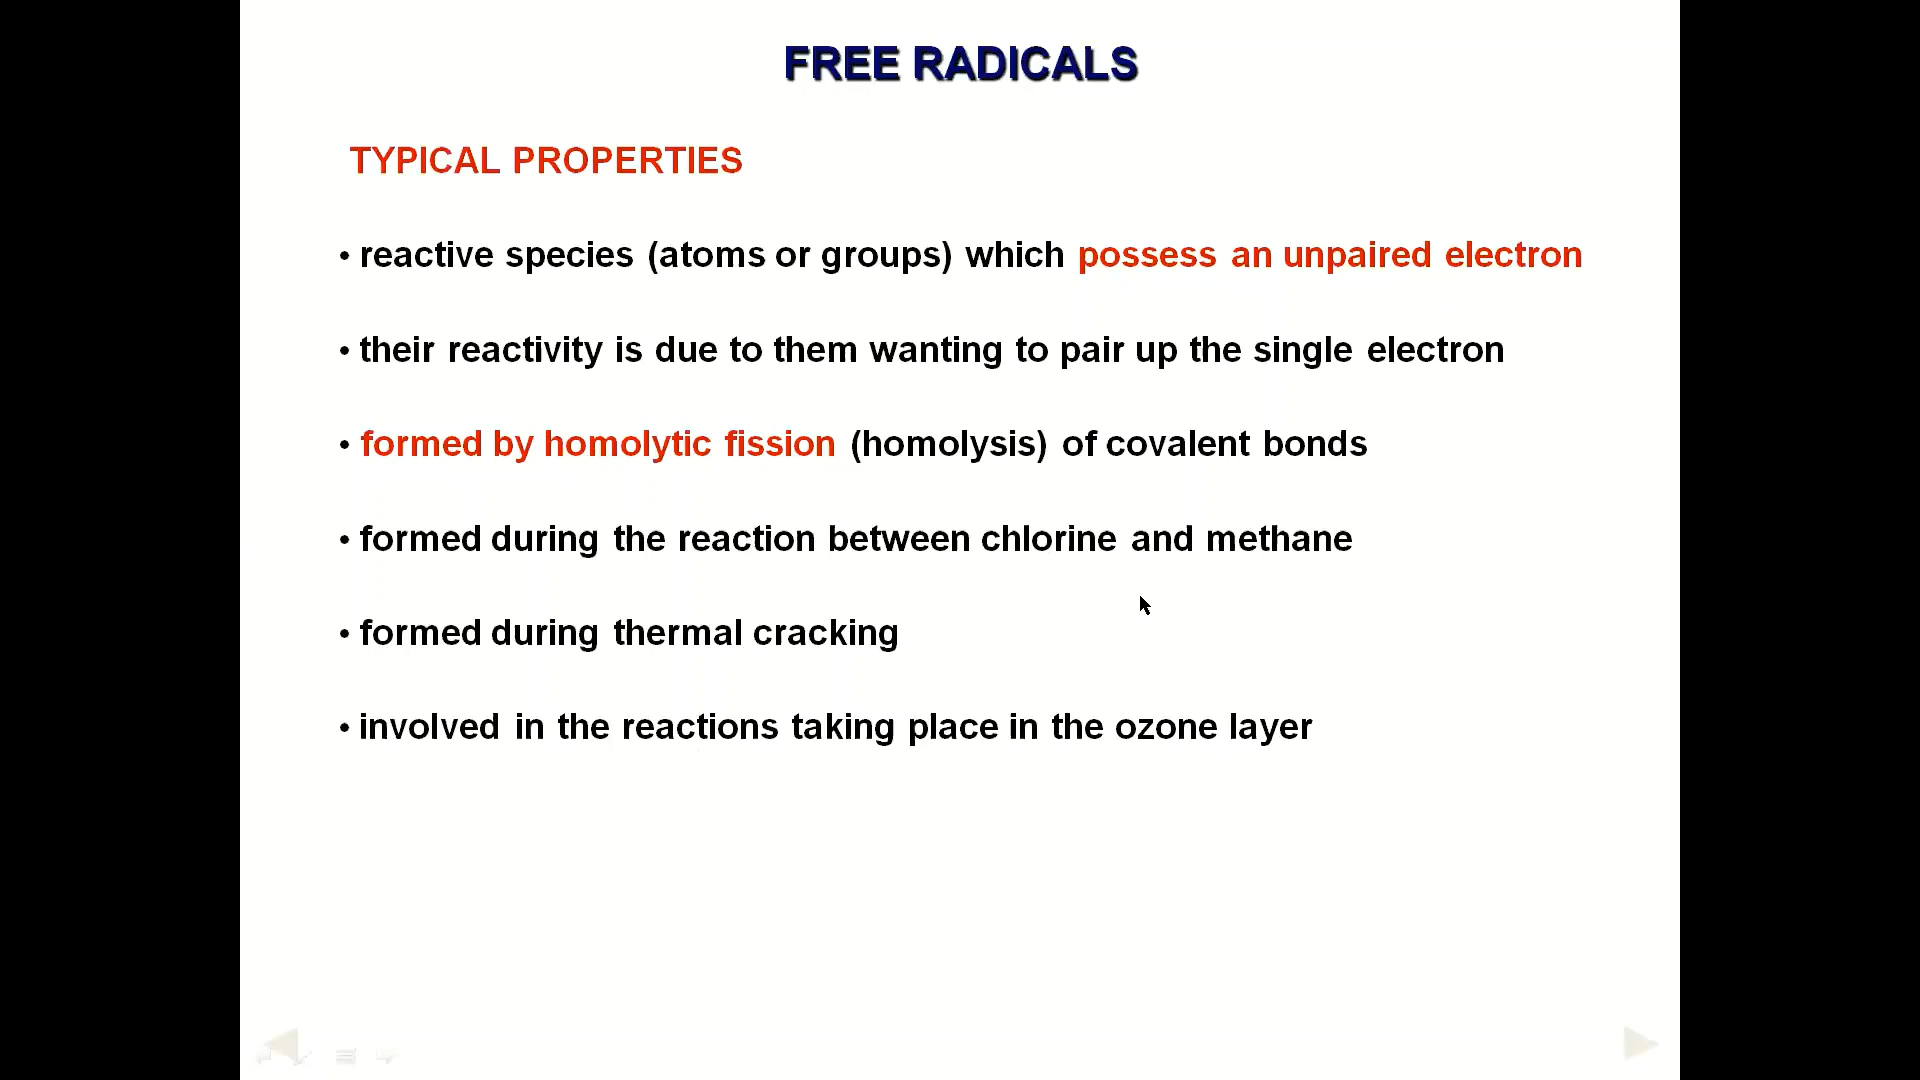 FREE RADICALS
TYPICAL PROPERTIES
• reactive species (atoms or groups) which possess an unpaired electron
• their reactivity is due to them wanting to pair up the single electron
• formed by homolytic fission (homolysis) of covalent bonds
• formed during the reaction between chlorine and methane
• formed during thermal cracking
• involved in the reactions taking place in the ozone layer